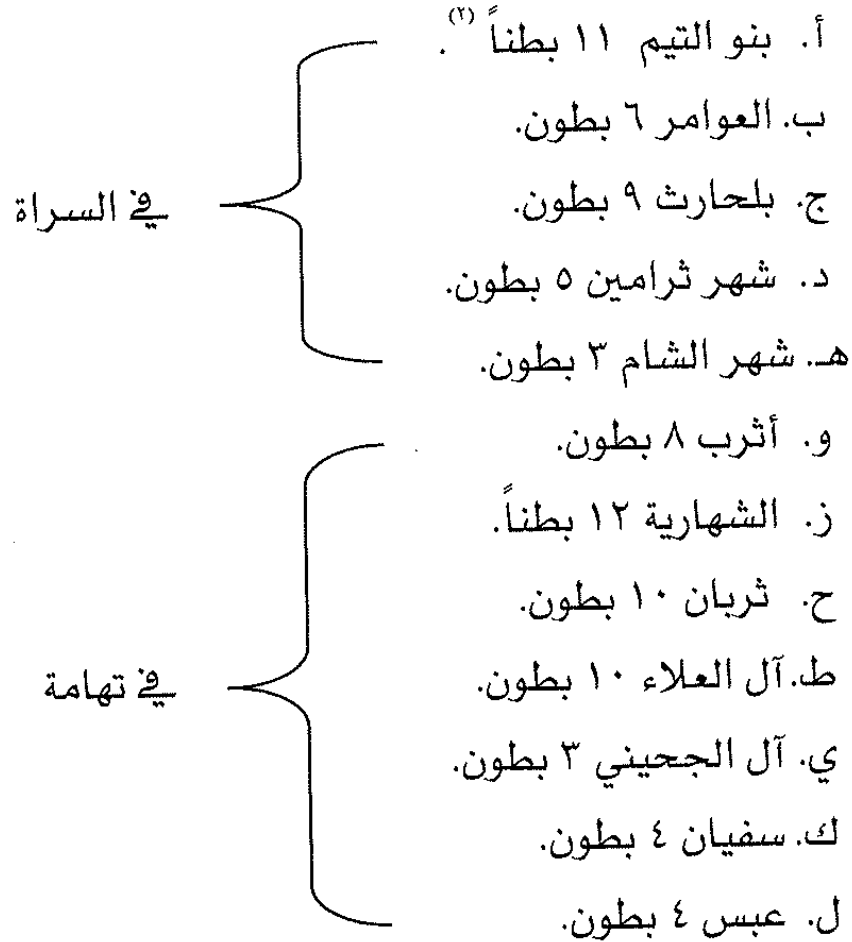 أ. بنو التيم ١١ بطناً (٢).
ب. العوامر ٦ بطون.
ج. بلحارث ٩ بطون.
في السراة
د. شهر ثرامين ٥ بطون.
هـ. شهر الشام ٣ بطون.
و. أثرب ٨ بطون.
ز. الشهارية ١٢ بطناً.
ح. ثربان ١٠ بطون.
ط. آل العلاء ١٠ بطون.
في تهامة
ي. آل الجحيني ٣ بطون.
ك. سفيان ٤ بطون.
ل. عبس ٤ بطون.